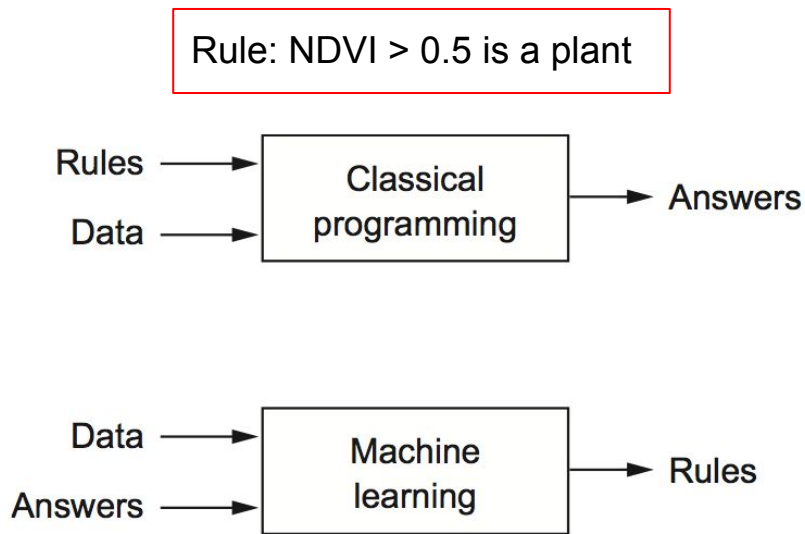 Rule: NDVI > 0.5 is a plant
Rules
Data
Classical
programming
Answers
Data
Answers
Machine
learning
Rules